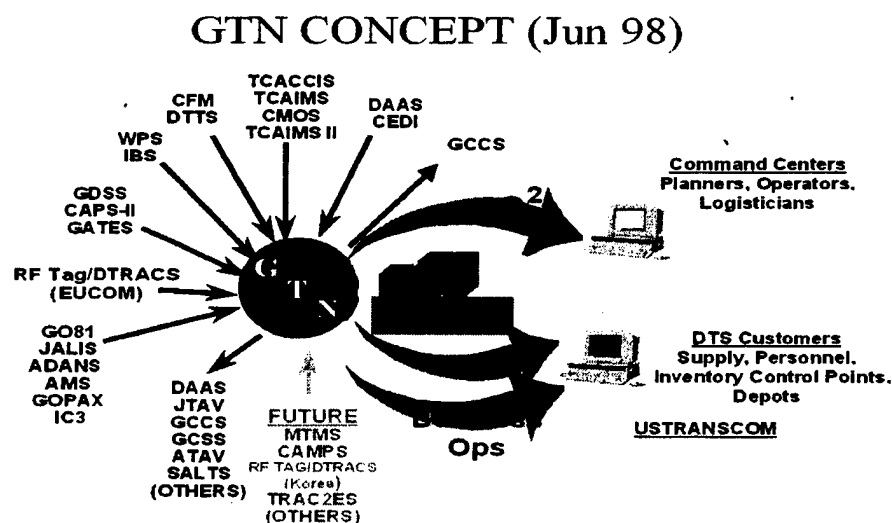 GTN CONCEPT (Jun 98)
TCACCIS
TCAIMS
CMOS
TCAIMS II
CFM
DTTS
DAAS
CEDI
WPS
IBS
GCCS
GDSS
CAPS-II
GATES
2
Command Centers
Planners, Operators,
Logisticians
RF Tag/DTRACS
(EUCOM)
G
T
N
GO81
JALIS
ADANS
AMS
GOPAX
IC3
DAAS
JTAV
GCCS
GCSS
ATAV
SALTS
(OTHERS)
FUTURE
MTMS
CAMPS
RF TAG/DTRACS
(Korea)
TRAC2ES
(OTHERS)
Ops
DTS Customers
Supply, Personnel,
Inventory Control Points,
Depots
USTRANSCOM